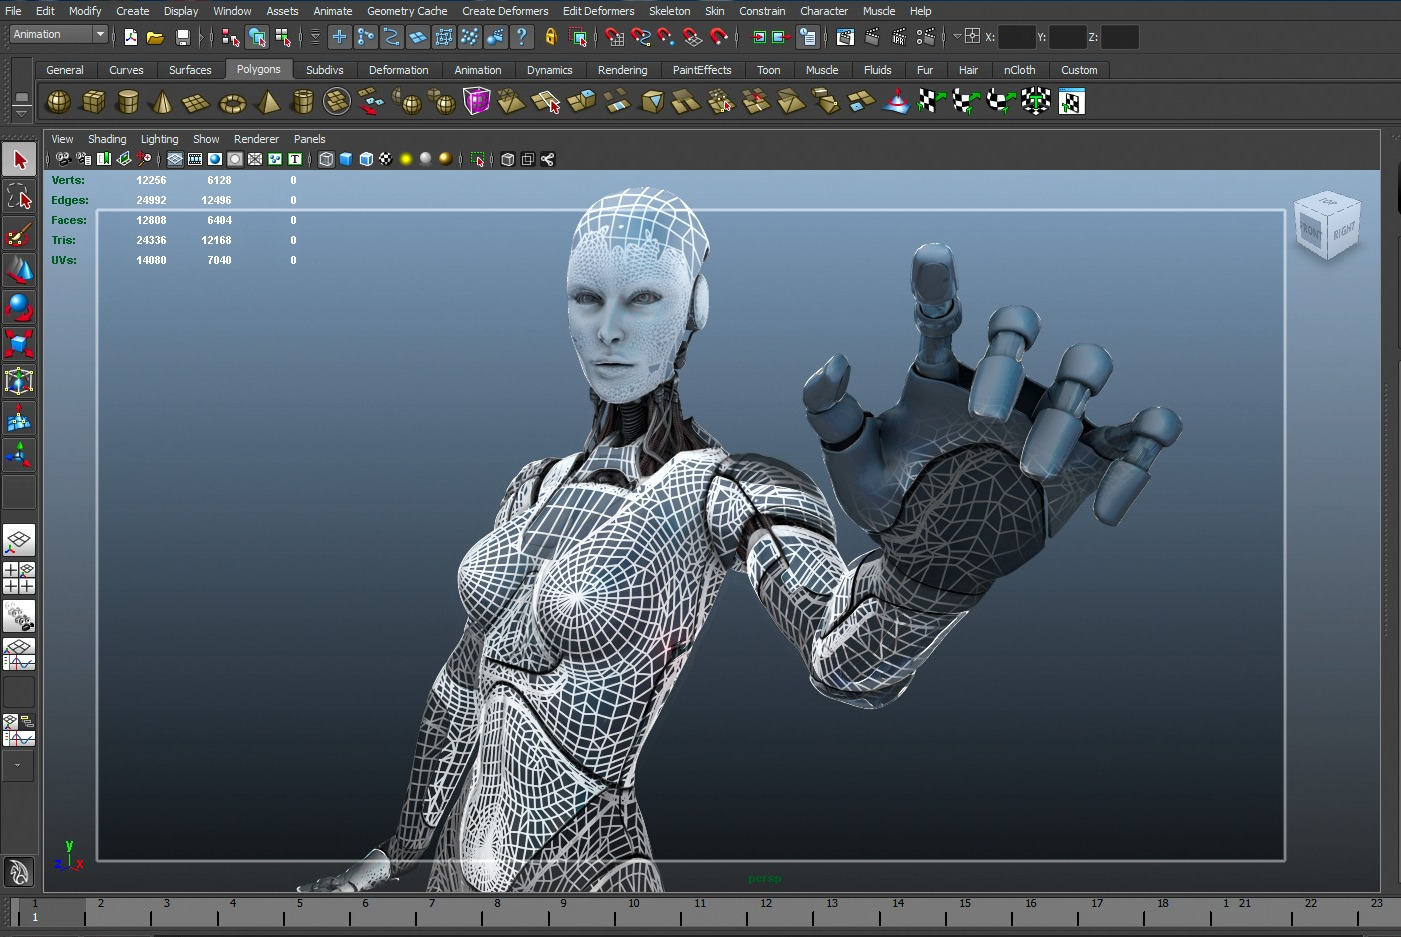 File Edit Modify Create Display Window Assets Animate Geometry Cache Create Deformers Edit Deformers Skeleton Skin Constrain Character Muscle Help
Animation X: Y: Z:
General Curves Surfaces Polygons Subdivs Deformation Animation Dynamics Rendering PaintEffects Toon Muscle Fluids Fur Hair nCloth Custom
View Shading Lighting Show Renderer Panels
Verts: 12256 6128 0
Edges: 24992 12496 0
Faces: 12808 6404 0
Tris: 24336 12168 0
UVs: 14080 7040 0
TOP
FRONT RIGHT
y
z x
persp
1 2 3 4 5 6 7 8 9 10 11 12 13 14 15 16 17 18 1 21 22 23
1